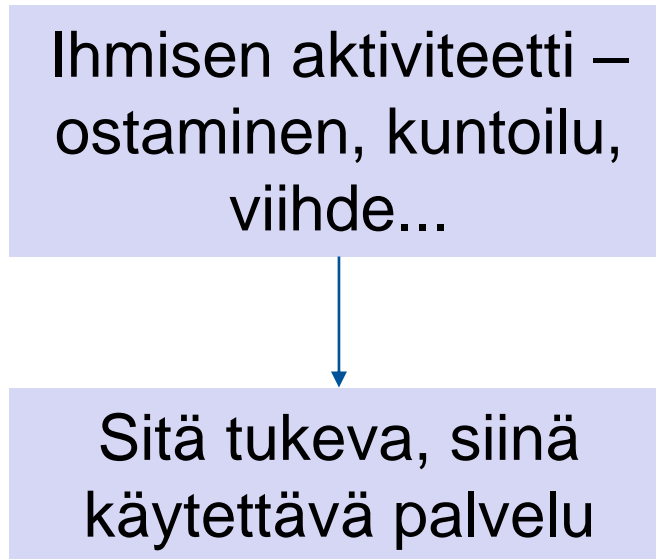 Ihmisen aktiviteetti –
ostaminen, kuntoilu,
viihde...
Sitä tukeva, siinä
käytettävä palvelu